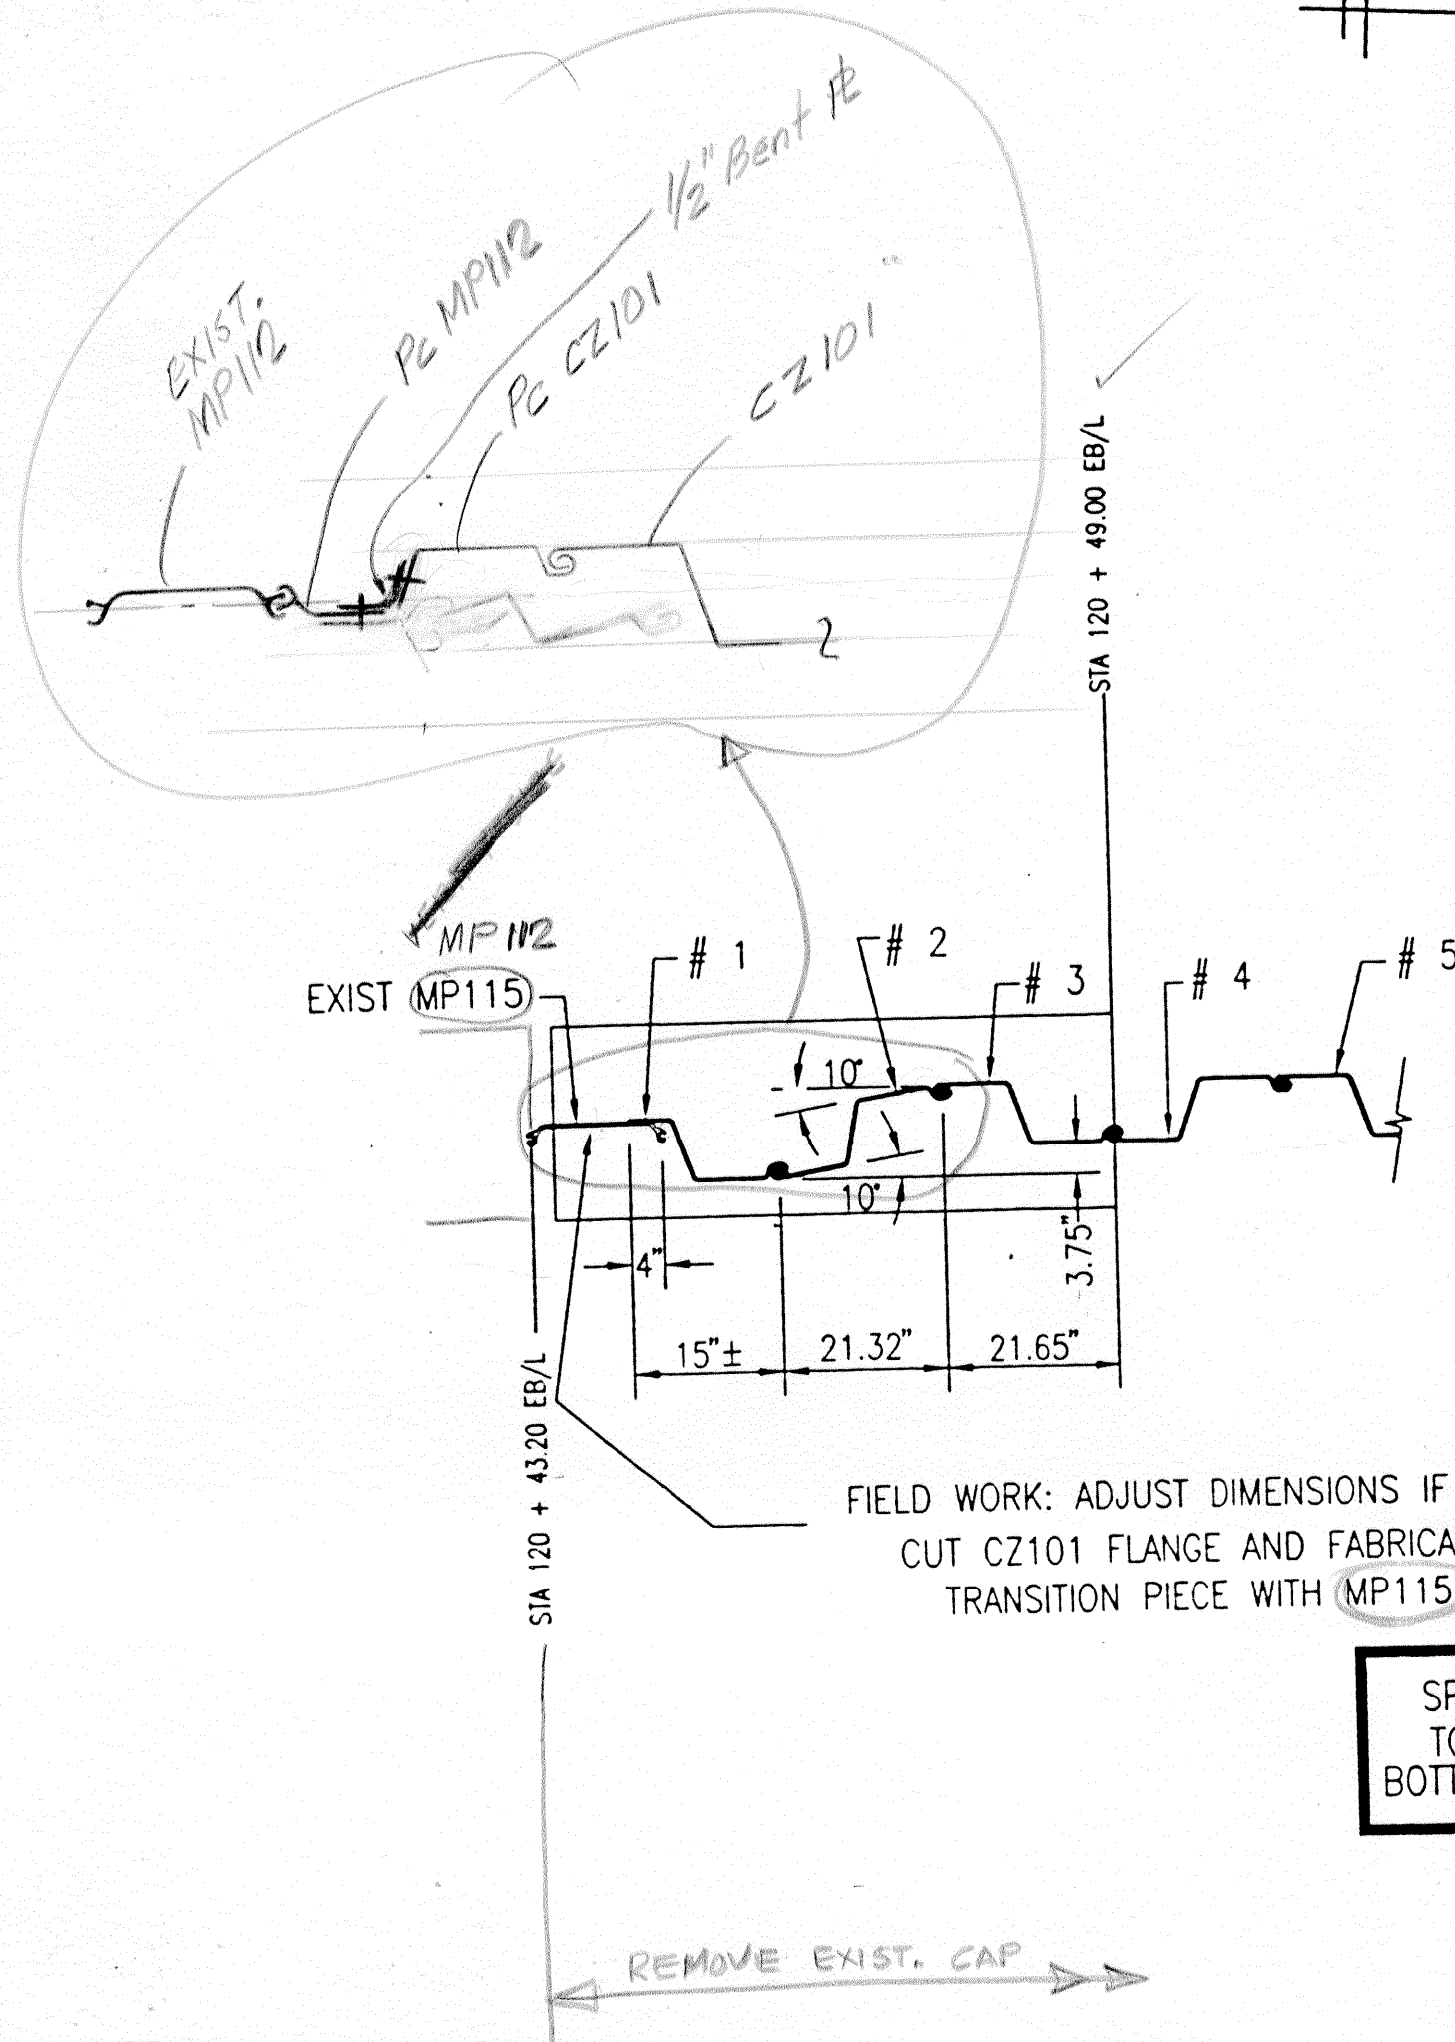 1/2" Bent ⅊
Pc MP112
EXIST.
MP112
Pc CZ101
CZ101
STA 120 + 49.00 EB/L
MP112
EXIST MP115
# 1
# 2
# 3
# 4
# 5
10°
10°
4"
3.75"
15"±
21.32"
21.65"
STA 120 + 43.20 EB/L
FIELD WORK: ADJUST DIMENSIONS IF
CUT CZ101 FLANGE AND FABRICA
TRANSITION PIECE WITH MP115
SP
TO
BOTT
REMOVE EXIST. CAP